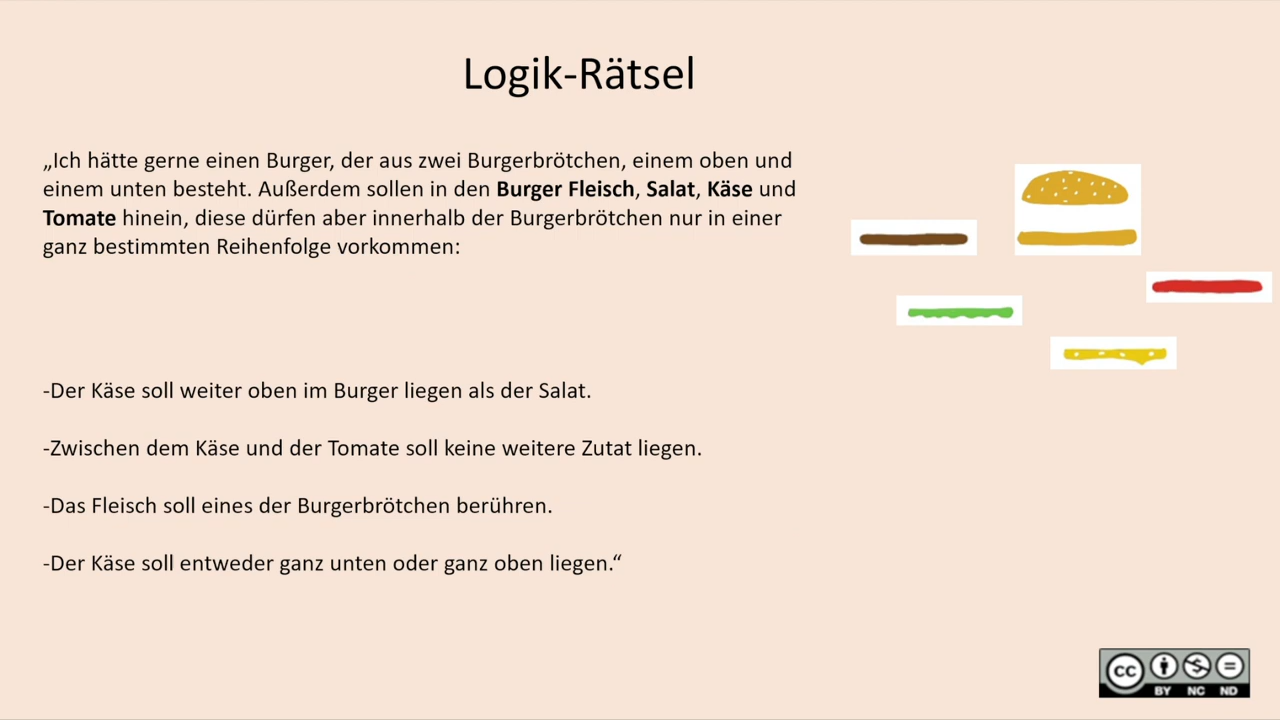 Logik-Rätsel
„Ich hätte gerne einen Burger, der aus zwei Burgerbrötchen, einem oben und
einem unten besteht. Außerdem sollen in den Burger Fleisch, Salat, Käse und
Tomate hinein, diese dürfen aber innerhalb der Burgerbrötchen nur in einer
ganz bestimmten Reihenfolge vorkommen:
-Der Käse soll weiter oben im Burger liegen als der Salat.
-Zwischen dem Käse und der Tomate soll keine weitere Zutat liegen.
-Das Fleisch soll eines der Burgerbrötchen berühren.
-Der Käse soll entweder ganz unten oder ganz oben liegen.“
cc
BY NC ND